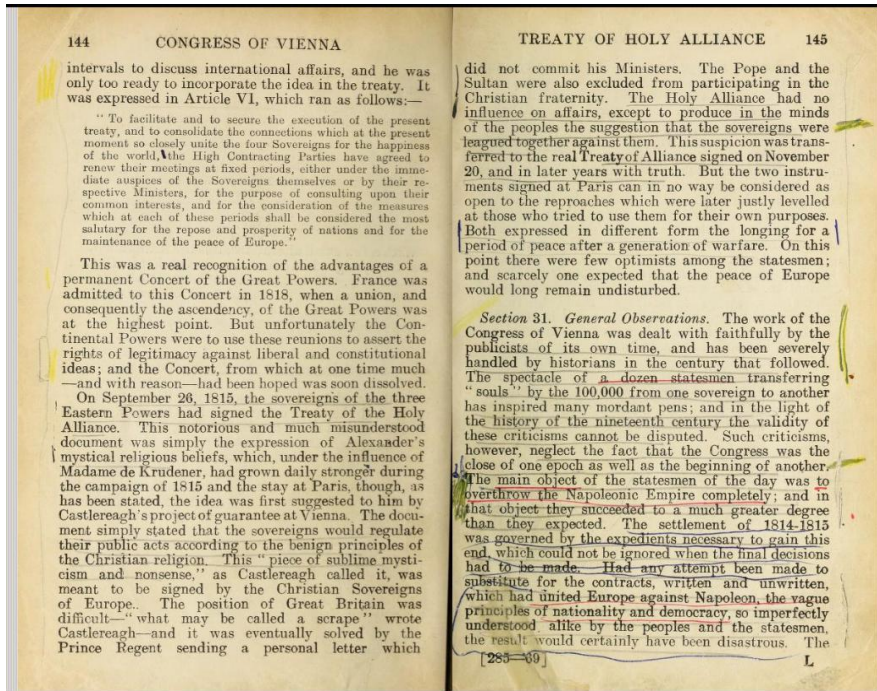 144 CONGRESS OF VIENNA
intervals to discuss international affairs, and he was
only too ready to incorporate the idea in the treaty. It
was expressed in Article VI, which ran as follows:—
" To facilitate and to secure the execution of the present
treaty, and to consolidate the connections which at the present
moment so closely unite the four Sovereigns for the happiness
of the world, the High Contracting Parties have agreed to
renew their meetings at fixed periods, either under the imme-
diate auspices of the Sovereigns themselves or by their re-
spective Ministers, for the purpose of consulting upon their
common interests, and for the consideration of the measures
which at each of these periods shall be considered the most
salutary for the repose and prosperity of nations and for the
maintenance of the peace of Europe."
This was a real recognition of the advantages of a
permanent Concert of the Great Powers. France was
admitted to this Concert in 1818, when a union, and
consequently the ascendency, of the Great Powers was
at the highest point. But unfortunately the Con-
tinental Powers were to use these reunions to assert the
rights of legitimacy against liberal and constitutional
ideas; and the Concert, from which at one time much
—and with reason—had been hoped was soon dissolved.
On September 26, 1815, the sovereigns of the three
Eastern Powers had signed the Treaty of the Holy
Alliance. This notorious and much misunderstood
document was simply the expression of Alexander's
mystical religious beliefs, which, under the influence of
Madame de Krudener, had grown daily stronger during
the campaign of 1815 and the stay at Paris, though, as
has been stated, the idea was first suggested to him by
Castlereagh's project of guarantee at Vienna. The docu-
ment simply stated that the sovereigns would regulate
their public acts according to the benign principles of
the Christian religion. This " piece of sublime mysti-
cism and nonsense," as Castlereagh called it, was
meant to be signed by the Christian Sovereigns
of Europe.. The position of Great Britain was
difficult—" what may be called a scrape " wrote
Castlereagh—and it was eventually solved by the
Prince Regent sending a personal letter which
TREATY OF HOLY ALLIANCE 145
did not commit his Ministers. The Pope and the
Sultan were also excluded from participating in the
Christian fraternity. The Holy Alliance had no
influence on affairs, except to produce in the minds
of the peoples the suggestion that the sovereigns were
leagued together against them. This suspicion was trans-
ferred to the real Treaty of Alliance signed on November
20, and in later years with truth. But the two instru-
ments signed at Paris can in no way be considered as
open to the reproaches which were later justly levelled
at those who tried to use them for their own purposes.
Both expressed in different form the longing for a
period of peace after a generation of warfare. On this
point there were few optimists among the statesmen;
and scarcely one expected that the peace of Europe
would long remain undisturbed.
Section 31. General Observations. The work of the
Congress of Vienna was dealt with faithfully by the
publicists of its own time, and has been severely
handled by historians in the century that followed.
The spectacle of a dozen statesmen transferring
" souls " by the 100,000 from one sovereign to another
has inspired many mordant pens; and in the light of
the history of the nineteenth century the validity of
these criticisms cannot be disputed. Such criticisms,
however, neglect the fact that the Congress was the
close of one epoch as well as the beginning of another.
The main object of the statesmen of the day was to
overthrow the Napoleonic Empire completely; and in
that object they succeeded to a much greater degree
than they expected. The settlement of 1814-1815
was governed by the expedients necessary to gain this
end, which could not be ignored when the final decisions
had to be made. Had any attempt been made to
substitute for the contracts, written and unwritten,
which had united Europe against Napoleon, the vague
principles of nationality and democracy, so imperfectly
understood alike by the peoples and the statesmen,
the result would certainly have been disastrous. The
[285—69] L